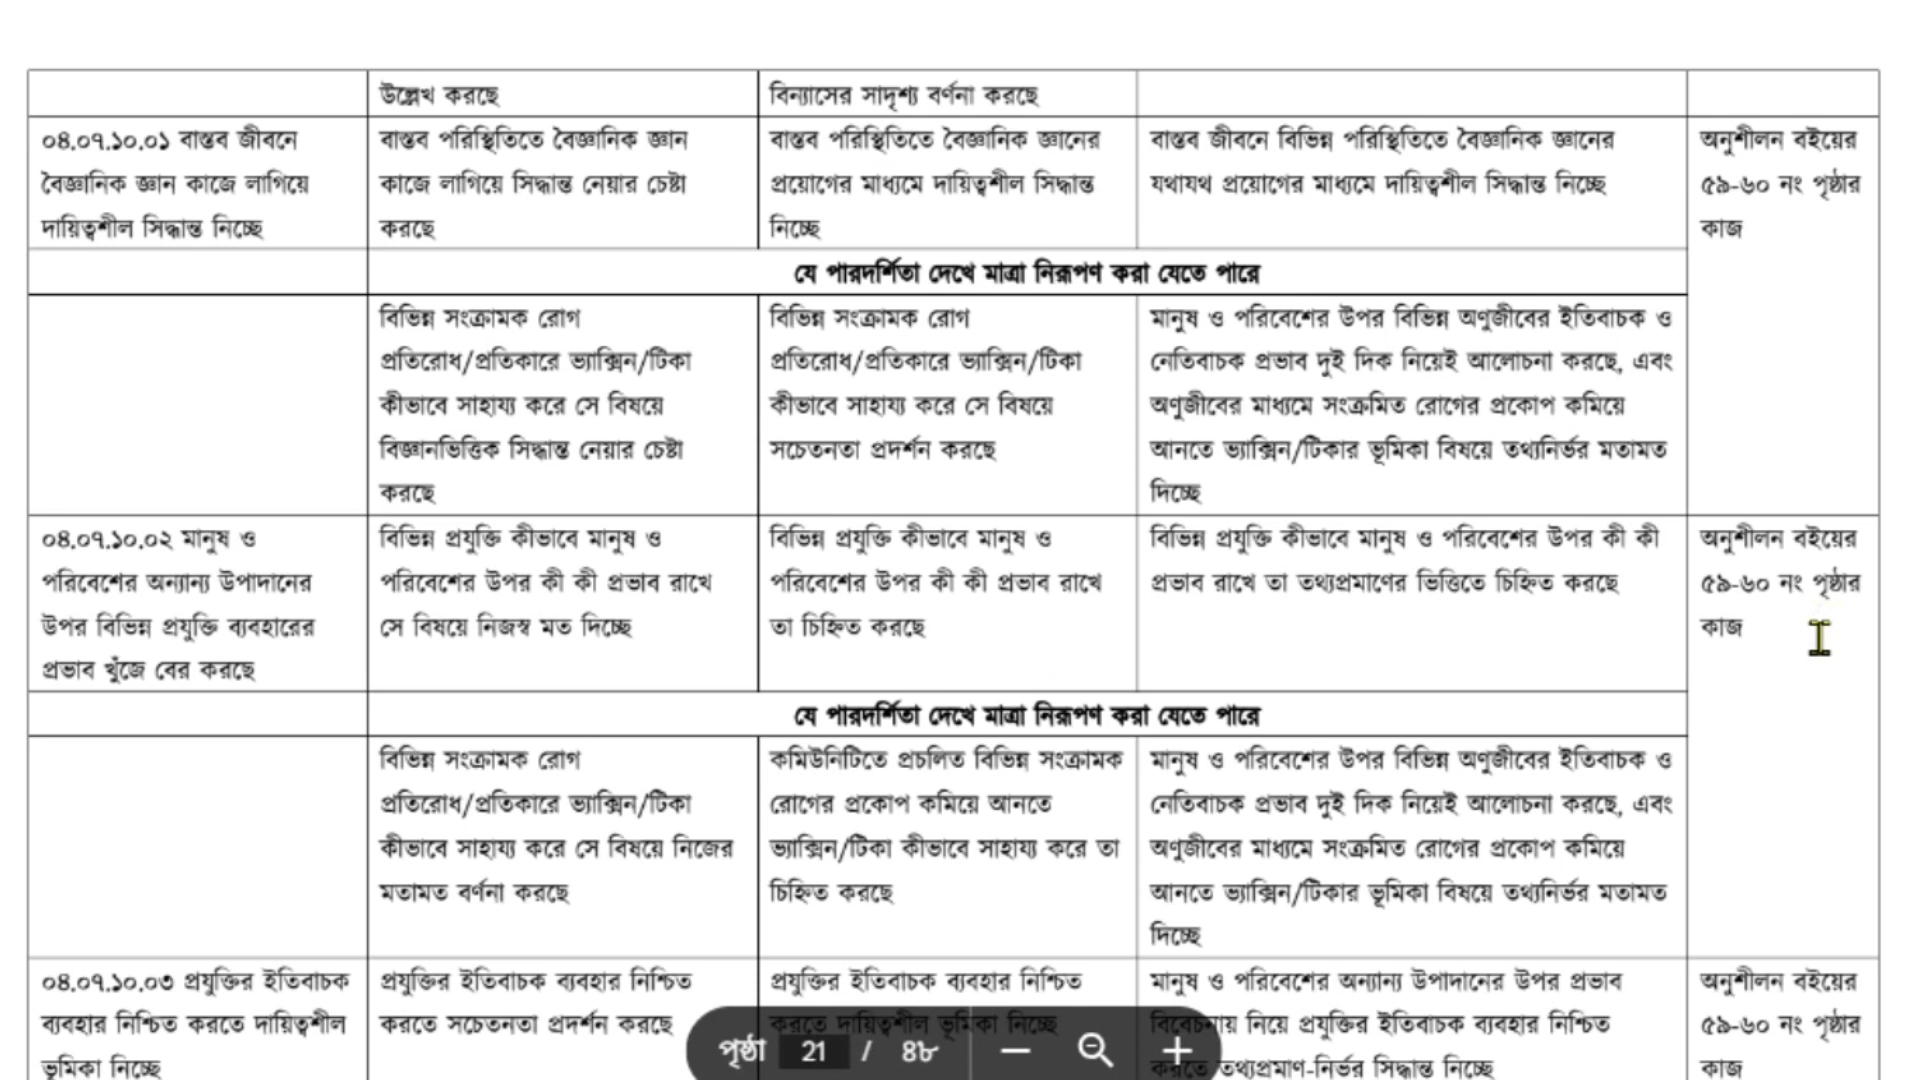 উল্লেখ করছে
বিন্যাসের সাদৃশ্য বর্ণনা করছে
০৪.০৭.১০.০১ বাস্তব জীবনে
বৈজ্ঞানিক জ্ঞান কাজে লাগিয়ে
দায়িত্বশীল সিদ্ধান্ত নিচ্ছে
বাস্তব পরিস্থিতিতে বৈজ্ঞানিক জ্ঞান
কাজে লাগিয়ে সিদ্ধান্ত নেয়ার চেষ্টা
করছে
বাস্তব পরিস্থিতিতে বৈজ্ঞানিক জ্ঞানের
প্রয়োগের মাধ্যমে দায়িত্বশীল সিদ্ধান্ত
নিচ্ছে
বাস্তব জীবনে বিভিন্ন পরিস্থিতিতে বৈজ্ঞানিক জ্ঞানের
যথাযথ প্রয়োগের মাধ্যমে দায়িত্বশীল সিদ্ধান্ত নিচ্ছে
অনুশীলন বইয়ের
৫৯-৬০ নং পৃষ্ঠার
কাজ
যে পারদর্শিতা দেখে মাত্রা নিরূপণ করা যেতে পারে
বিভিন্ন সংক্রামক রোগ
প্রতিরোধ/প্রতিকারে ভ্যাক্সিন/টিকা
কীভাবে সাহায্য করে সে বিষয়ে
বিজ্ঞানভিত্তিক সিদ্ধান্ত নেয়ার চেষ্টা
করছে
বিভিন্ন সংক্রামক রোগ
প্রতিরোধ/প্রতিকারে ভ্যাক্সিন/টিকা
কীভাবে সাহায্য করে সে বিষয়ে
সচেতনতা প্রদর্শন করছে
মানুষ ও পরিবেশের উপর বিভিন্ন অণুজীবের ইতিবাচক ও
নেতিবাচক প্রভাব দুই দিক নিয়েই আলোচনা করছে, এবং
অণুজীবের মাধ্যমে সংক্রমিত রোগের প্রকোপ কমিয়ে
আনতে ভ্যাক্সিন/টিকার ভূমিকা বিষয়ে তথ্যনির্ভর মতামত
দিচ্ছে
০৪.০৭.১০.০২ মানুষ ও
পরিবেশের অন্যান্য উপাদানের
উপর বিভিন্ন প্রযুক্তি ব্যবহারের
প্রভাব খুঁজে বের করছে
বিভিন্ন প্রযুক্তি কীভাবে মানুষ ও
পরিবেশের উপর কী কী প্রভাব রাখে
সে বিষয়ে নিজস্ব মত দিচ্ছে
বিভিন্ন প্রযুক্তি কীভাবে মানুষ ও
পরিবেশের উপর কী কী প্রভাব রাখে
তা চিহ্নিত করছে
বিভিন্ন প্রযুক্তি কীভাবে মানুষ ও পরিবেশের উপর কী কী
প্রভাব রাখে তা তথ্যপ্রমাণের ভিত্তিতে চিহ্নিত করছে
অনুশীলন বইয়ের
৫৯-৬০ নং পৃষ্ঠার
কাজ
যে পারদর্শিতা দেখে মাত্রা নিরূপণ করা যেতে পারে
বিভিন্ন সংক্রামক রোগ
প্রতিরোধ/প্রতিকারে ভ্যাক্সিন/টিকা
কীভাবে সাহায্য করে সে বিষয়ে নিজের
মতামত বর্ণনা করছে
কমিউনিটিতে প্রচলিত বিভিন্ন সংক্রামক
রোগের প্রকোপ কমিয়ে আনতে
ভ্যাক্সিন/টিকা কীভাবে সাহায্য করে তা
চিহ্নিত করছে
মানুষ ও পরিবেশের উপর বিভিন্ন অণুজীবের ইতিবাচক ও
নেতিবাচক প্রভাব দুই দিক নিয়েই আলোচনা করছে, এবং
অণুজীবের মাধ্যমে সংক্রমিত রোগের প্রকোপ কমিয়ে
আনতে ভ্যাক্সিন/টিকার ভূমিকা বিষয়ে তথ্যনির্ভর মতামত
দিচ্ছে
০৪.০৭.১০.০৩ প্রযুক্তির ইতিবাচক
ব্যবহার নিশ্চিত করতে দায়িত্বশীল
ভূমিকা নিচ্ছে
প্রযুক্তির ইতিবাচক ব্যবহার নিশ্চিত
করতে সচেতনতা প্রদর্শন করছে
প্রযুক্তির ইতিবাচক ব্যবহার নিশ্চিত
করতে দায়িত্বশীল ভূমিকা নিচ্ছে
মানুষ ও পরিবেশের অন্যান্য উপাদানের উপর প্রভাব
বিবেচনায় নিয়ে প্রযুক্তির ইতিবাচক ব্যবহার নিশ্চিত
করতে তথ্যপ্রমাণ-নির্ভর সিদ্ধান্ত নিচ্ছে
অনুশীলন বইয়ের
৫৯-৬০ নং পৃষ্ঠার
কাজ
পৃষ্ঠা 21 / ৪৮